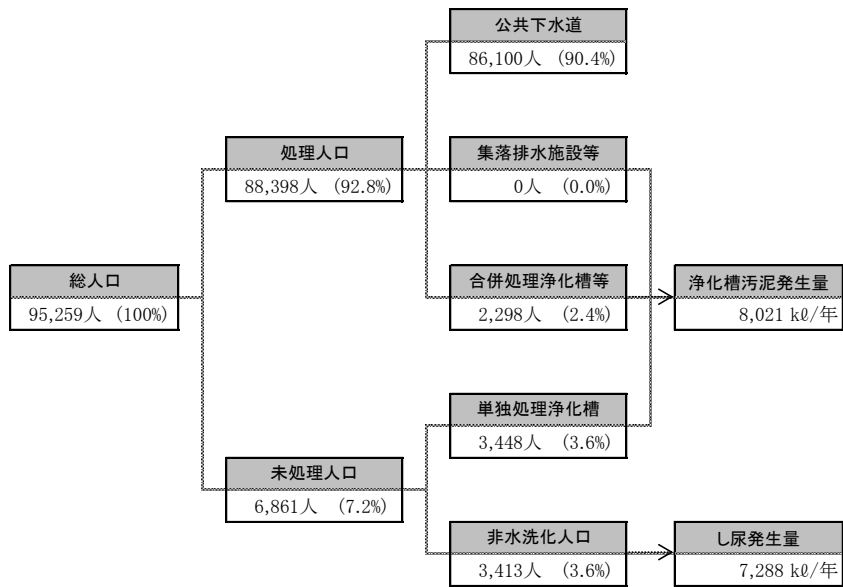 公共下水道
86,100人 (90.4%)
処理人口
88,398人 (92.8%)
集落排水施設等
0人 (0.0%)
総人口
95,259人 (100%)
合併処理浄化槽等
2,298人 (2.4%)
浄化槽汚泥発生量
8,021 kℓ/年
単独処理浄化槽
3,448人 (3.6%)
未処理人口
6,861人 (7.2%)
非水洗化人口
3,413人 (3.6%)
し尿発生量
7,288 kℓ/年